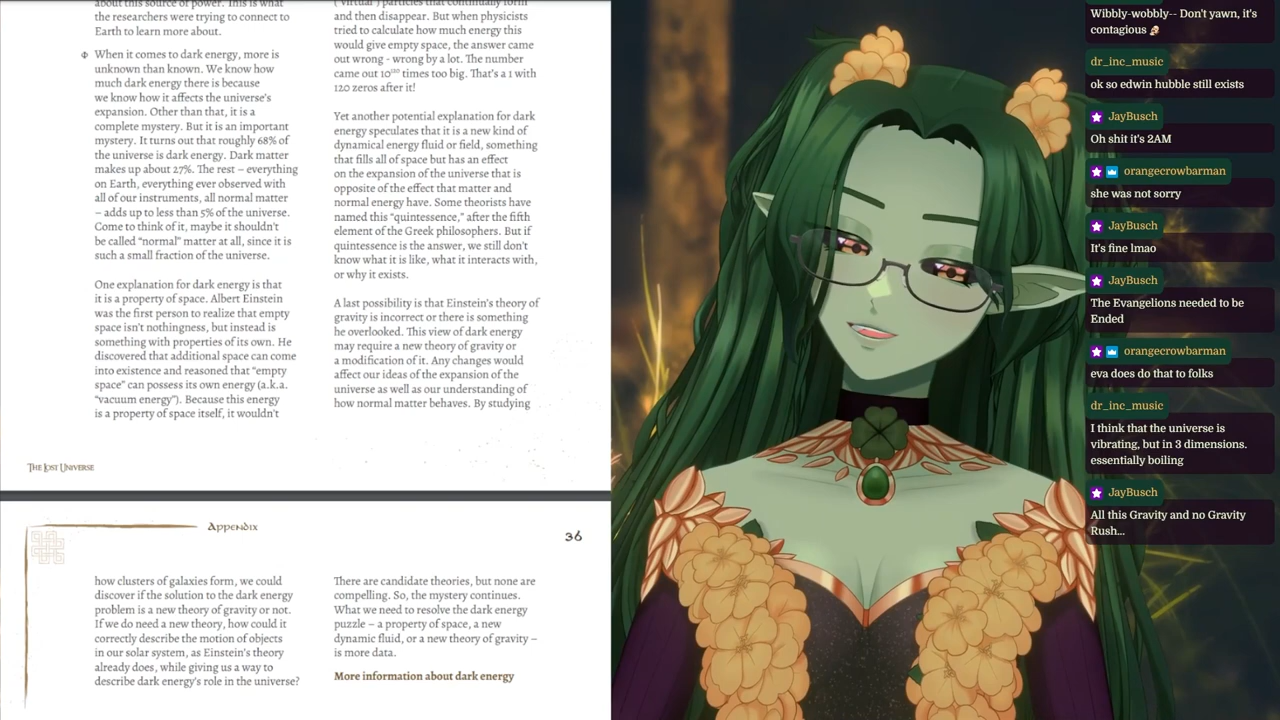 about this source of power. This is what
the researchers were trying to connect to
Earth to learn more about.
When it comes to dark energy, more is
unknown than known. We know how
much dark energy there is because
we know how it affects the universe's
expansion. Other than that, it is a
complete mystery. But it is an important
mystery. It turns out that roughly 68% of
the universe is dark energy. Dark matter
makes up about 27%. The rest – everything
on Earth, everything ever observed with
all of our instruments, all normal matter
– adds up to less than 5% of the universe.
Come to think of it, maybe it shouldn't
be called “normal” matter at all, since it is
such a small fraction of the universe.
One explanation for dark energy is that
it is a property of space. Albert Einstein
was the first person to realize that empty
space isn't nothingness, but instead is
something with properties of its own. He
discovered that additional space can come
into existence and reasoned that “empty
space” can possess its own energy (a.k.a.
“vacuum energy”). Because this energy
is a property of space itself, it wouldn't
(“virtual”) particles that continually form
and then disappear. But when physicists
tried to calculate how much energy this
would give empty space, the answer came
out wrong - wrong by a lot. The number
came out 10¹²⁰ times too big. That's a 1 with
120 zeros after it!
Yet another potential explanation for dark
energy speculates that it is a new kind of
dynamical energy fluid or field, something
that fills all of space but has an effect
on the expansion of the universe that is
opposite of the effect that matter and
normal energy have. Some theorists have
named this “quintessence,” after the fifth
element of the Greek philosophers. But if
quintessence is the answer, we still don't
know what it is like, what it interacts with,
or why it exists.
A last possibility is that Einstein's theory of
gravity is incorrect or there is something
he overlooked. This view of dark energy
may require a new theory of gravity or
a modification of it. Any changes would
affect our ideas of the expansion of the
universe as well as our understanding of
how normal matter behaves. By studying
The Lost Universe
Appendix
36
how clusters of galaxies form, we could
discover if the solution to the dark energy
problem is a new theory of gravity or not.
If we do need a new theory, how could it
correctly describe the motion of objects
in our solar system, as Einstein's theory
already does, while giving us a way to
describe dark energy's role in the universe?
There are candidate theories, but none are
compelling. So, the mystery continues.
What we need to resolve the dark energy
puzzle – a property of space, a new
dynamic fluid, or a new theory of gravity –
is more data.
More information about dark energy
Wibbly-wobbly-- Don't yawn, it's
contagious
dr_inc_music
ok so edwin hubble still exists
JayBusch
Oh shit it's 2AM
orangecrowbarman
she was not sorry
JayBusch
It's fine lmao
JayBusch
The Evangelions needed to be
Ended
orangecrowbarman
eva does do that to folks
dr_inc_music
I think that the universe is
vibrating, but in 3 dimensions.
essentially boiling
JayBusch
All this Gravity and no Gravity
Rush...